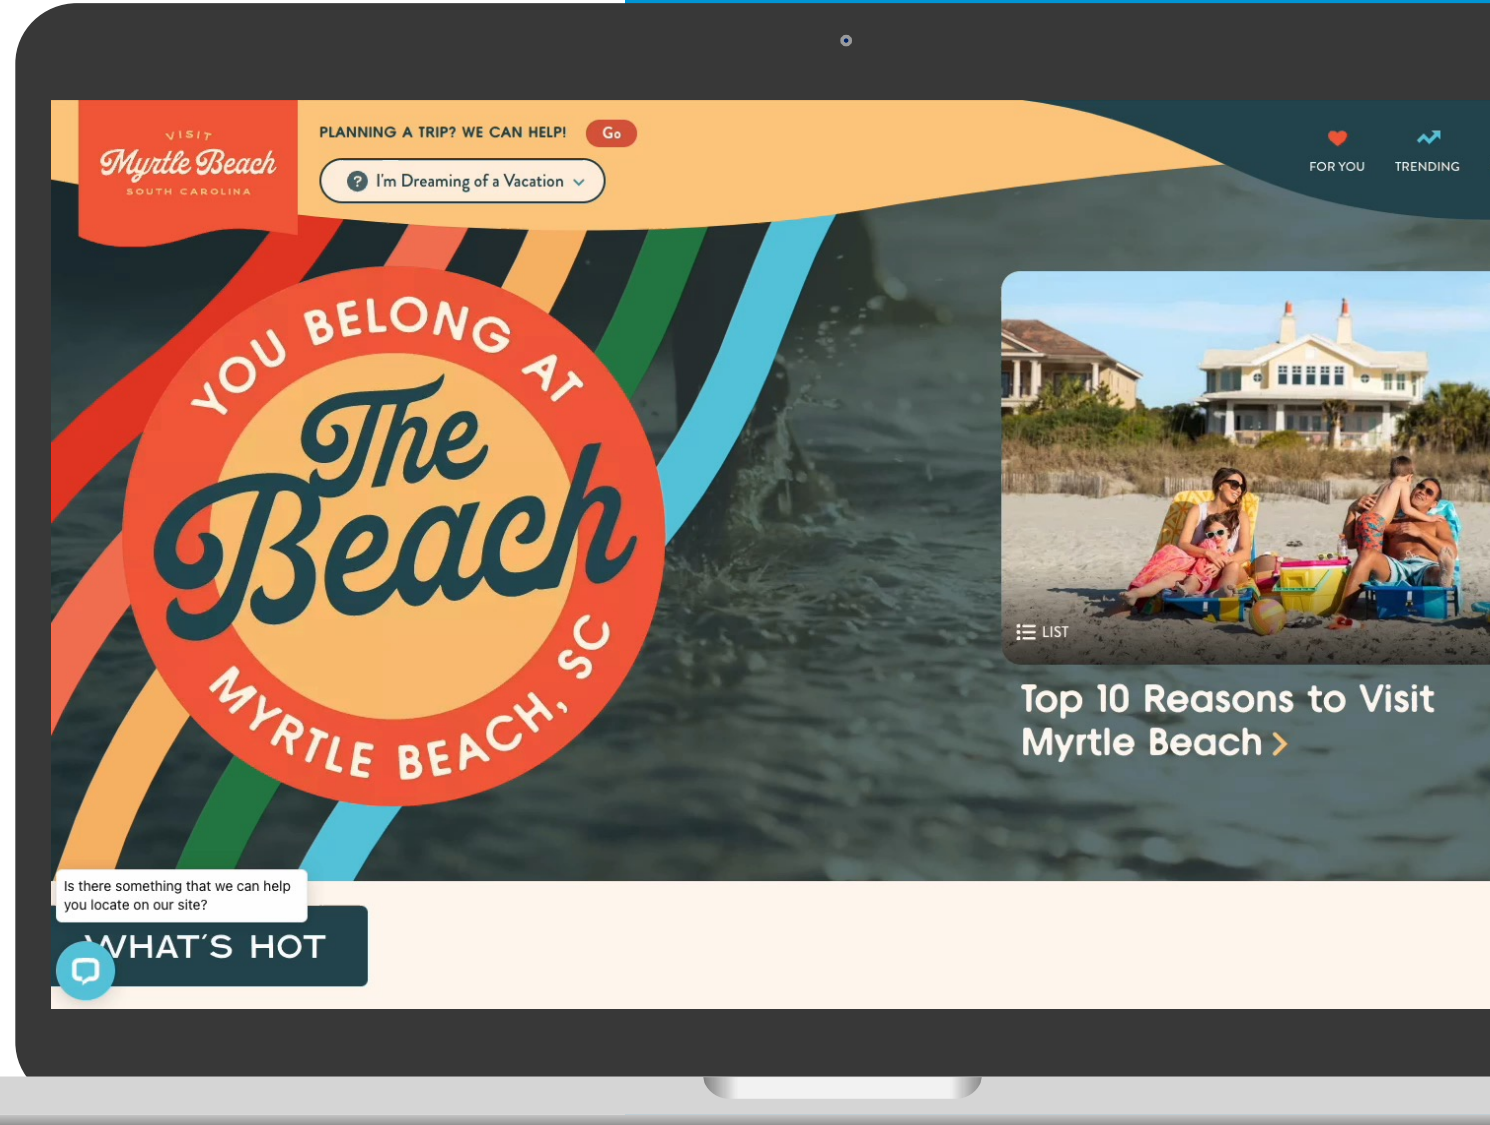 VISIT
Myrtle Beach
SOUTH CAROLINA
PLANNING A TRIP? WE CAN HELP!
Go
? I'm Dreaming of a Vacation
FOR YOU
TRENDING
YOU BELONG AT
The
Beach
MYRTLE BEACH, SC
LIST
Top 10 Reasons to Visit
Myrtle Beach >
Is there something that we can help
you locate on our site?
WHAT'S HOT